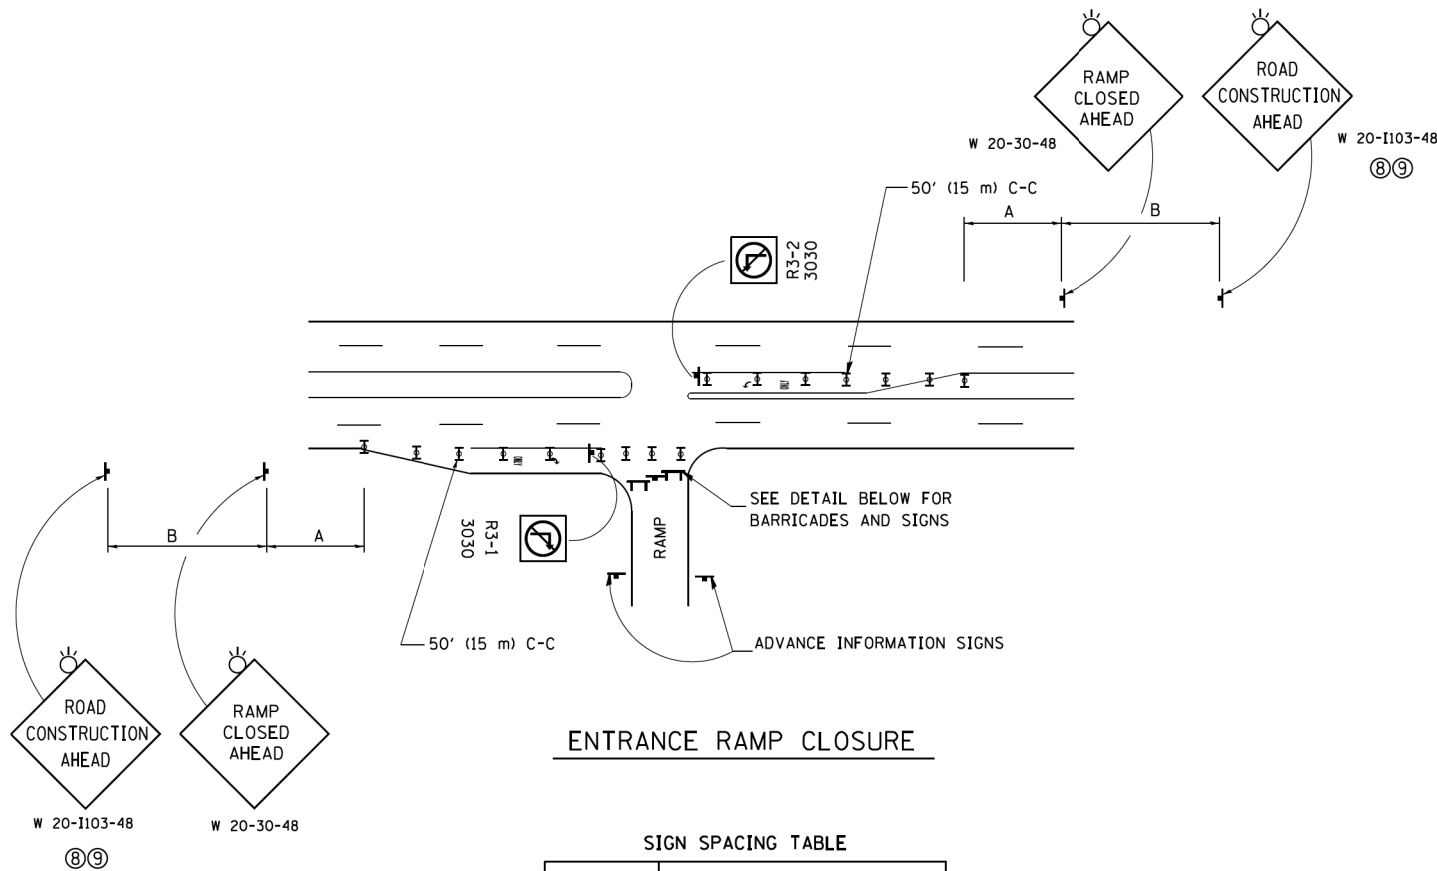 RAMP
CLOSED
AHEAD
W 20-30-48
ROAD
CONSTRUCTION
AHEAD
W 20-I103-48
⑧⑨
50' (15 m) C-C
A
B
R3-2
3030
B
A
R3-1
3030
RAMP
SEE DETAIL BELOW FOR
BARRICADES AND SIGNS
50' (15 m) C-C
ADVANCE INFORMATION SIGNS
ROAD
CONSTRUCTION
AHEAD
W 20-I103-48
⑧⑨
RAMP
CLOSED
AHEAD
W 20-30-48
ENTRANCE RAMP CLOSURE
SIGN SPACING TABLE